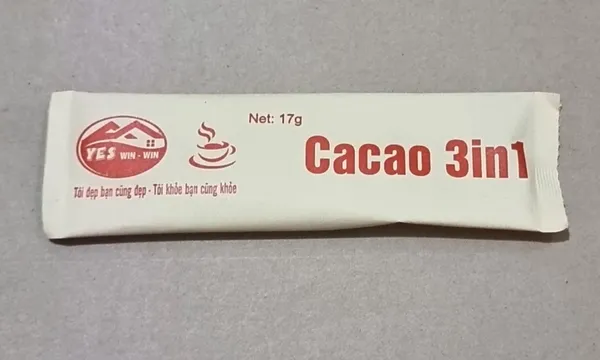 Net: 17g
YES WIN - WIN
Cacao 3in1
Tôi đẹp bạn cũng đẹp - Tôi khỏe bạn cũng khỏe